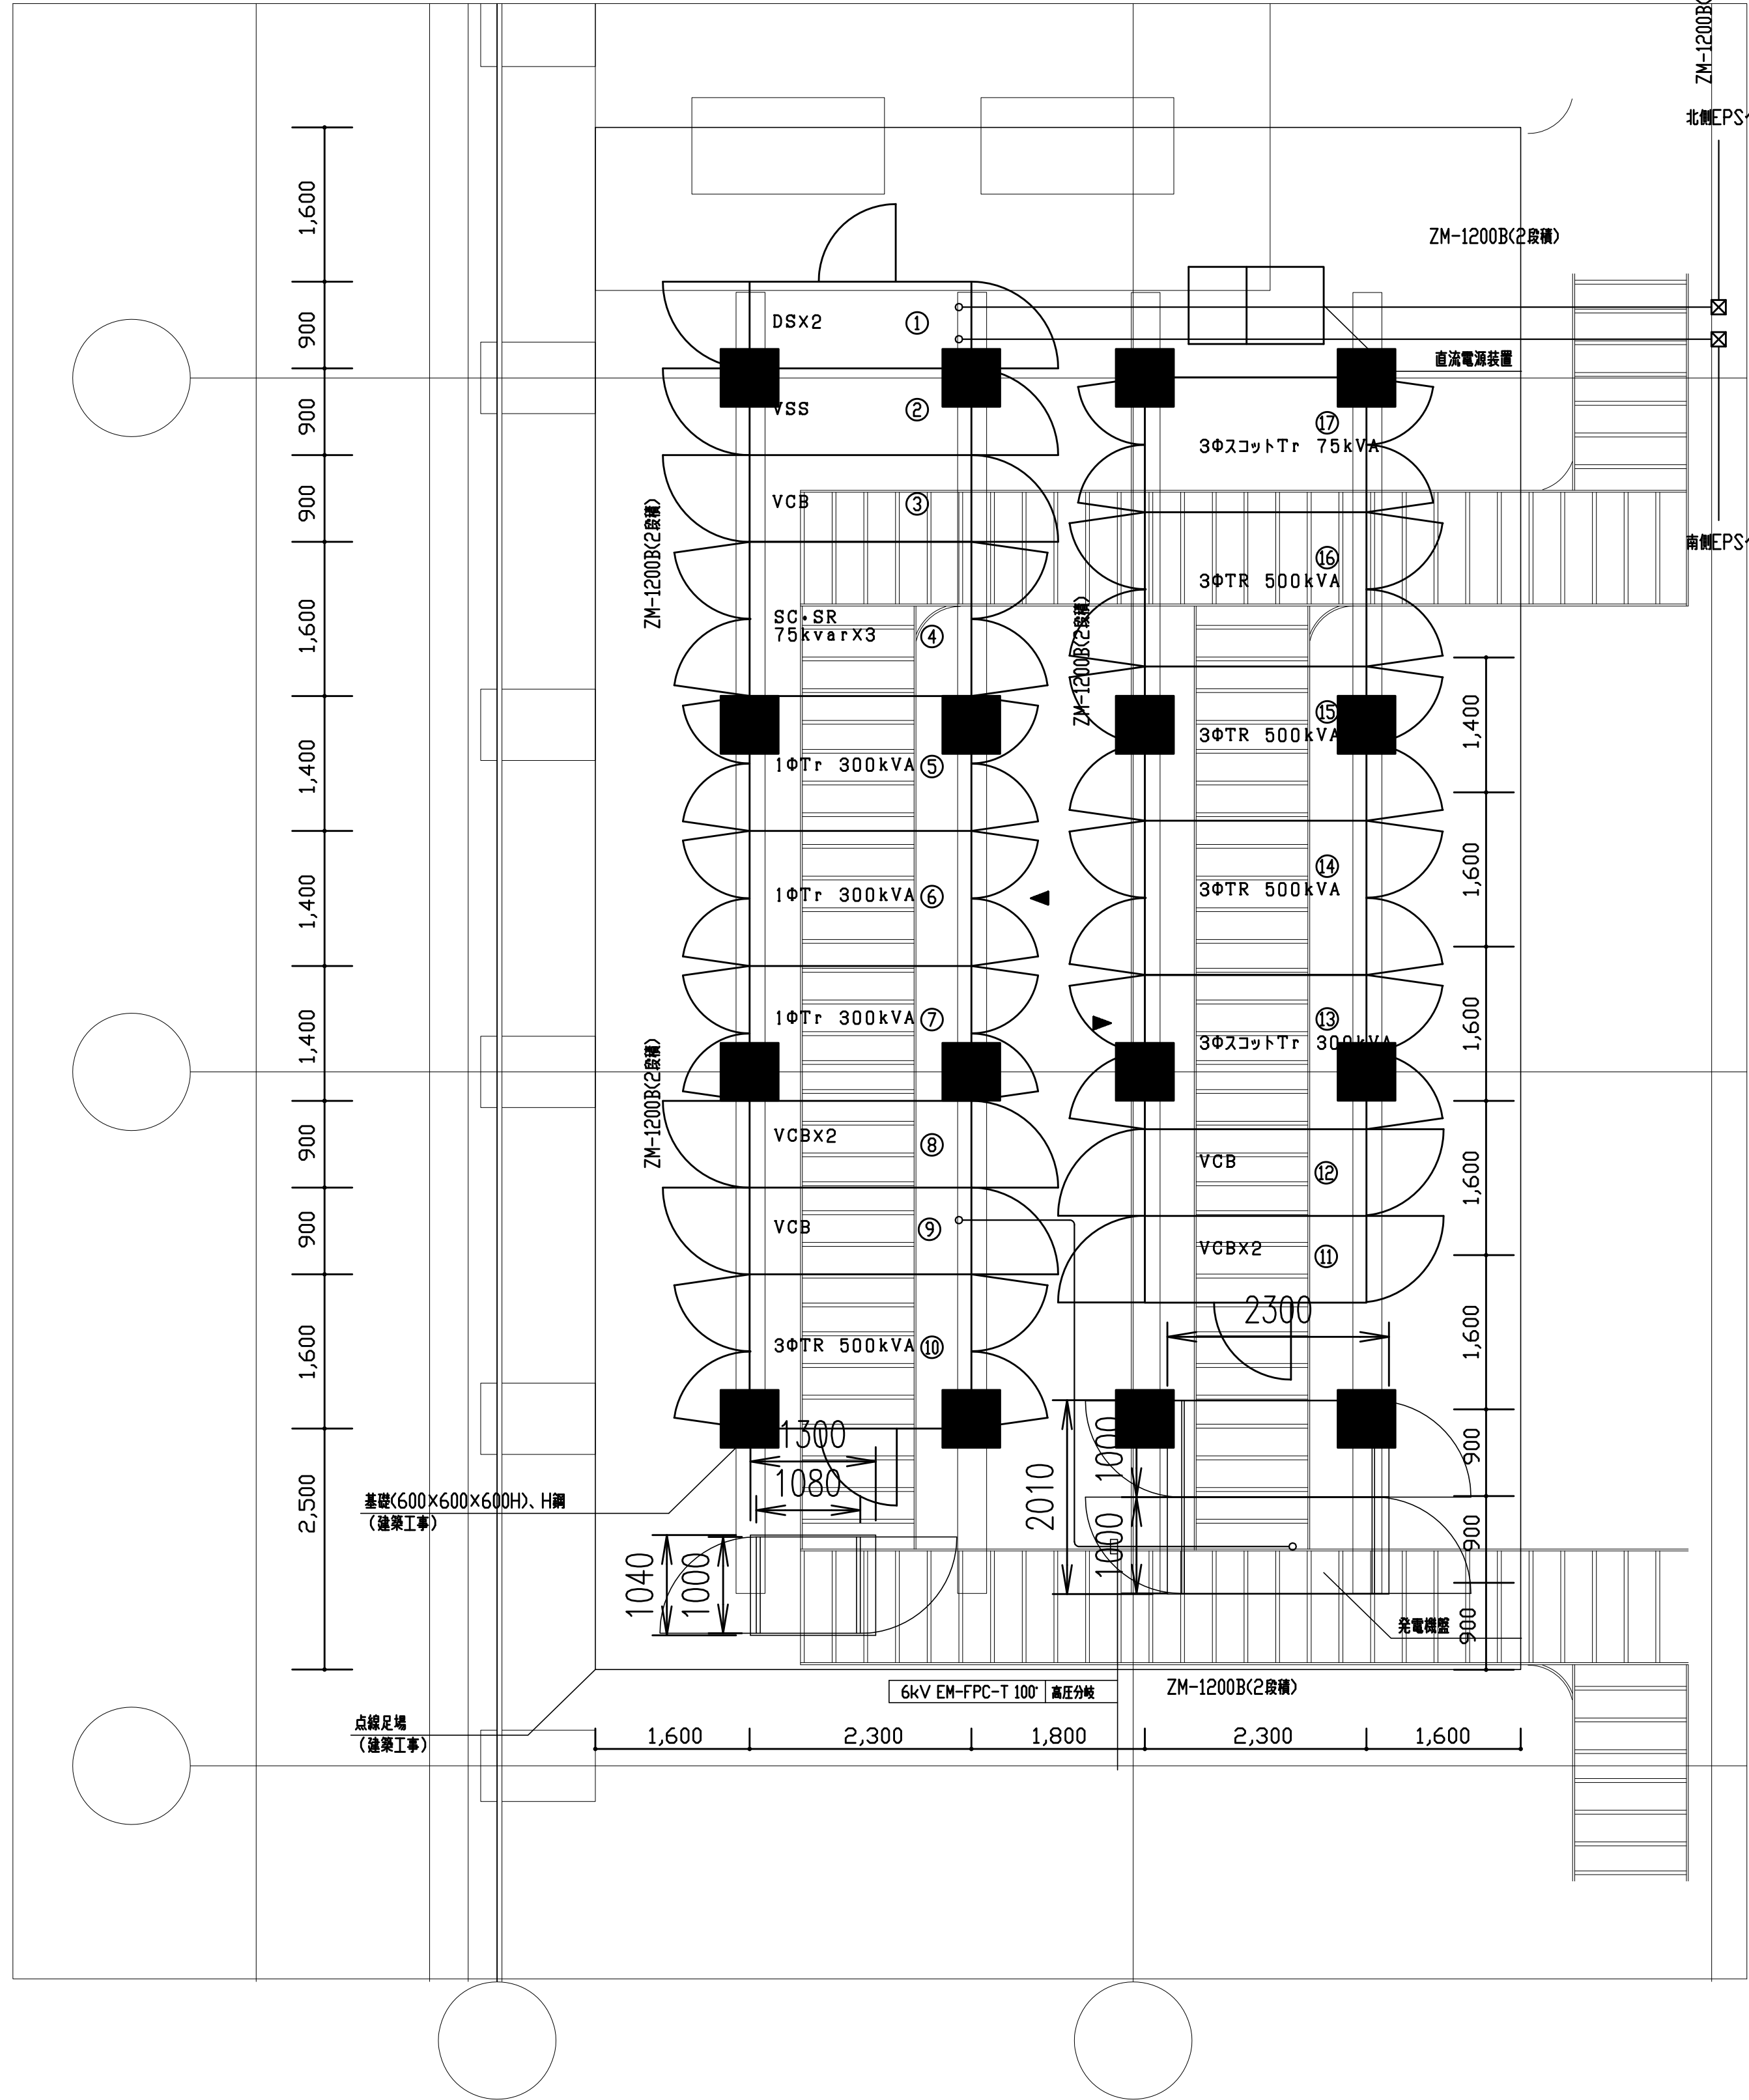 ZM-1200B(
北側EPSへ
ZM-1200B(2段積)
直流電源装置
南側EPSへ
1,600
900
900
900
1,600
1,400
1,400
1,400
900
900
1,600
2,500
DSX2 ①
VSS ②
VCB ③
SC・SR
75kvarX3 ④
1ΦTr 300kVA ⑤
1ΦTr 300kVA ⑥
1ΦTr 300kVA ⑦
VCBX2 ⑧
VCB ⑨
3ΦTR 500kVA ⑩
ZM-1200B(2段積)
ZM-1200B(2段積)
ZM-1200B(2段積)
⑰
3ΦスコットTr 75kVA
⑯
3ΦTR 500kVA
⑮
3ΦTR 500kVA
⑭
3ΦTR 500kVA
⑬
3ΦスコットTr 300kVA
VCB ⑫
VCBX2 ⑪
1,400
1,600
1,600
1,600
1,600
900
900
900
2300
2010
1000
1000
1300
1080
1040
1000
基礎(600×600×600H)、H鋼
(建築工事)
発電機盤
6kV EM-FPC-T 100° 高圧分岐
ZM-1200B(2段積)
点線足場
(建築工事)
1,600 2,300 1,800 2,300 1,600